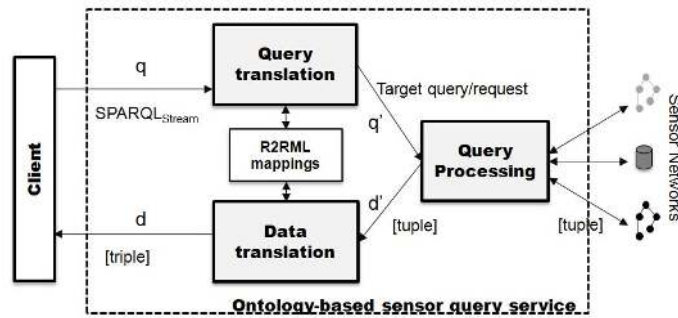 Client
q
SPARQLStream
Query
translation
Target query/request
q'
R2RML
mappings
Query
Processing
d'
[tuple]
d
[triple]
Data
translation
[tuple]
Sensor Networks
Ontology-based sensor query service